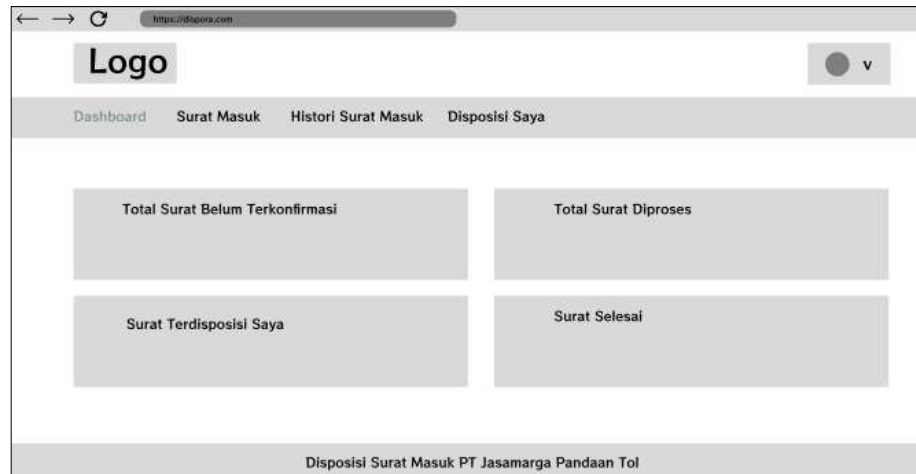 https://dispora.com
Logo
v
Dashboard Surat Masuk Histori Surat Masuk Disposisi Saya
Total Surat Belum Terkonfirmasi Total Surat Diproses
Surat Terdisposisi Saya Surat Selesai
Disposisi Surat Masuk PT Jasamarga Pandaan Tol